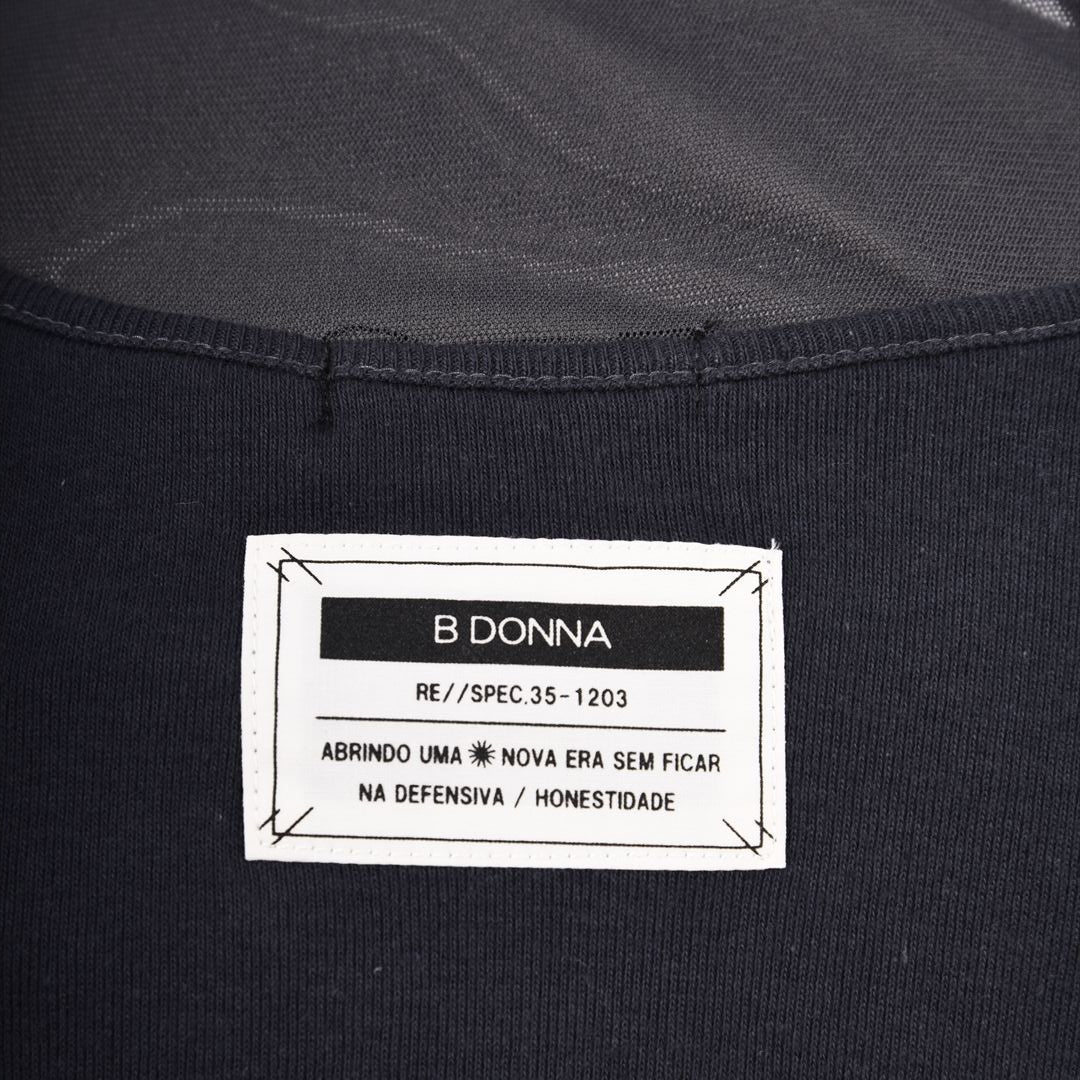 B DONNA
RE//SPEC.35-1203
ABRINDO UMA NOVA ERA SEM FICAR
NA DEFENSIVA / HONESTIDADE